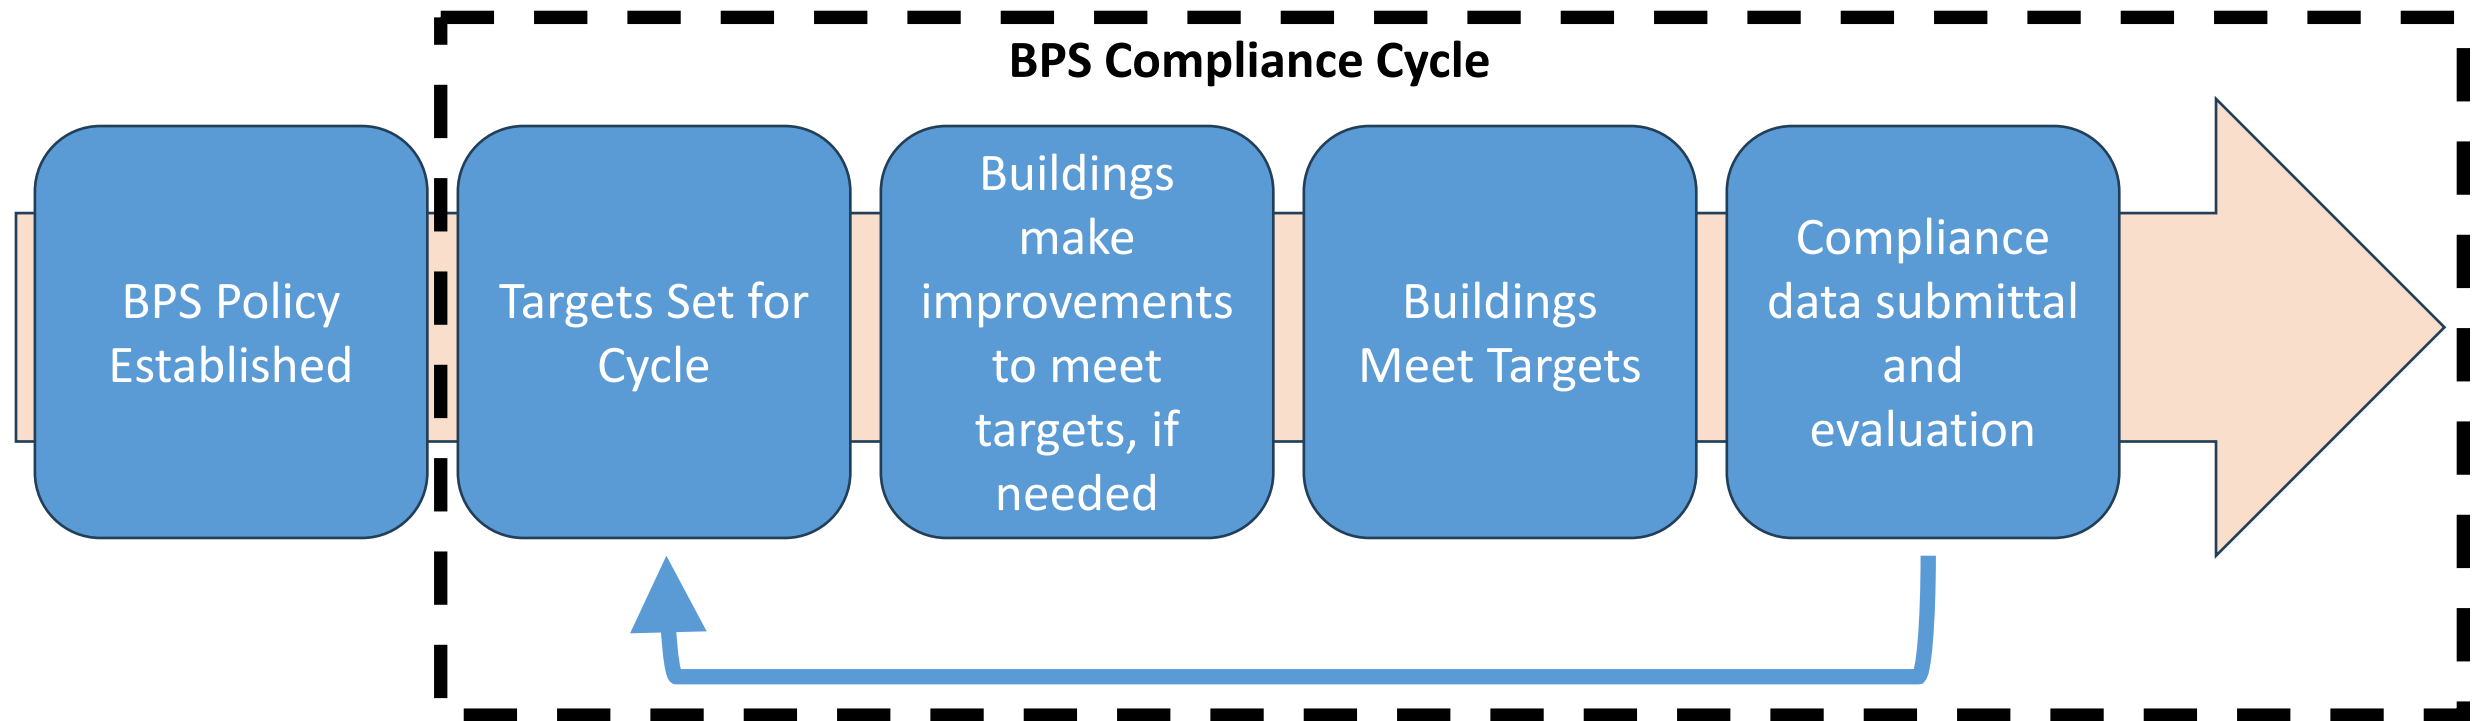 BPS Compliance Cycle
BPS Policy
Established
Targets Set for
Cycle
Buildings
make
improvements
to meet
targets, if
needed
Buildings
Meet Targets
Compliance
data submittal
and
evaluation